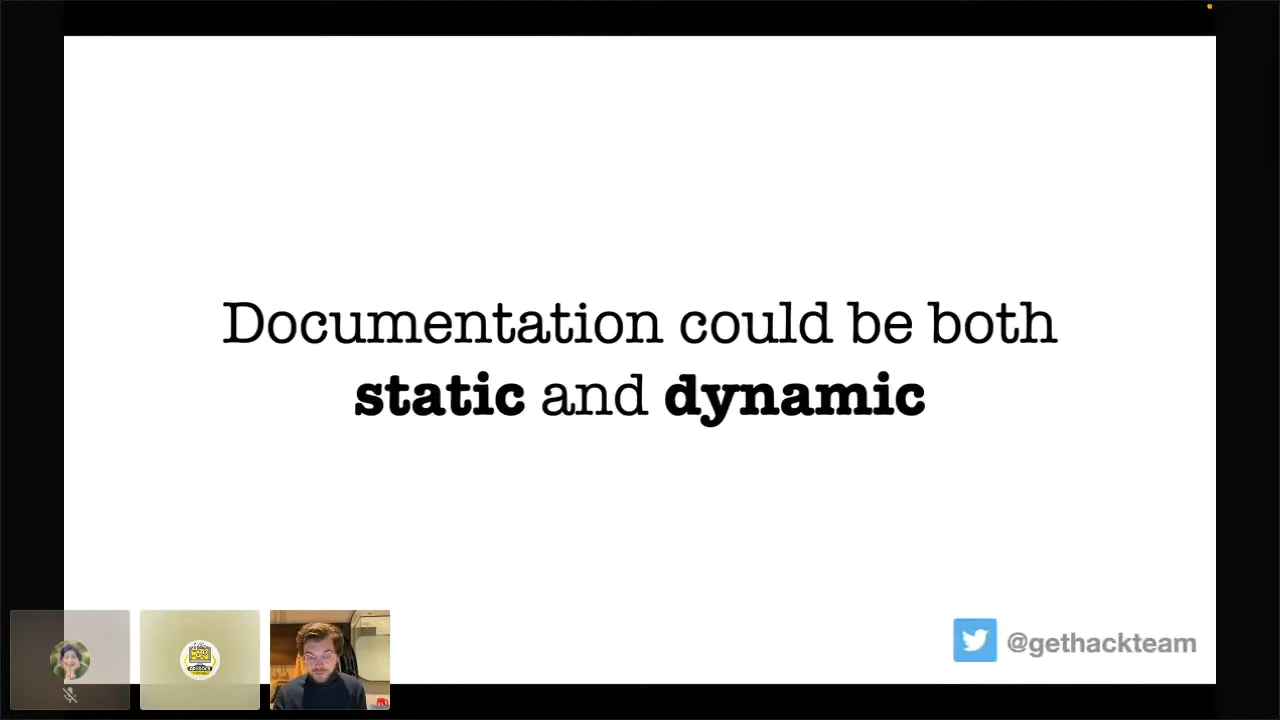 Documentation could be both
static and dynamic
@gethackteam